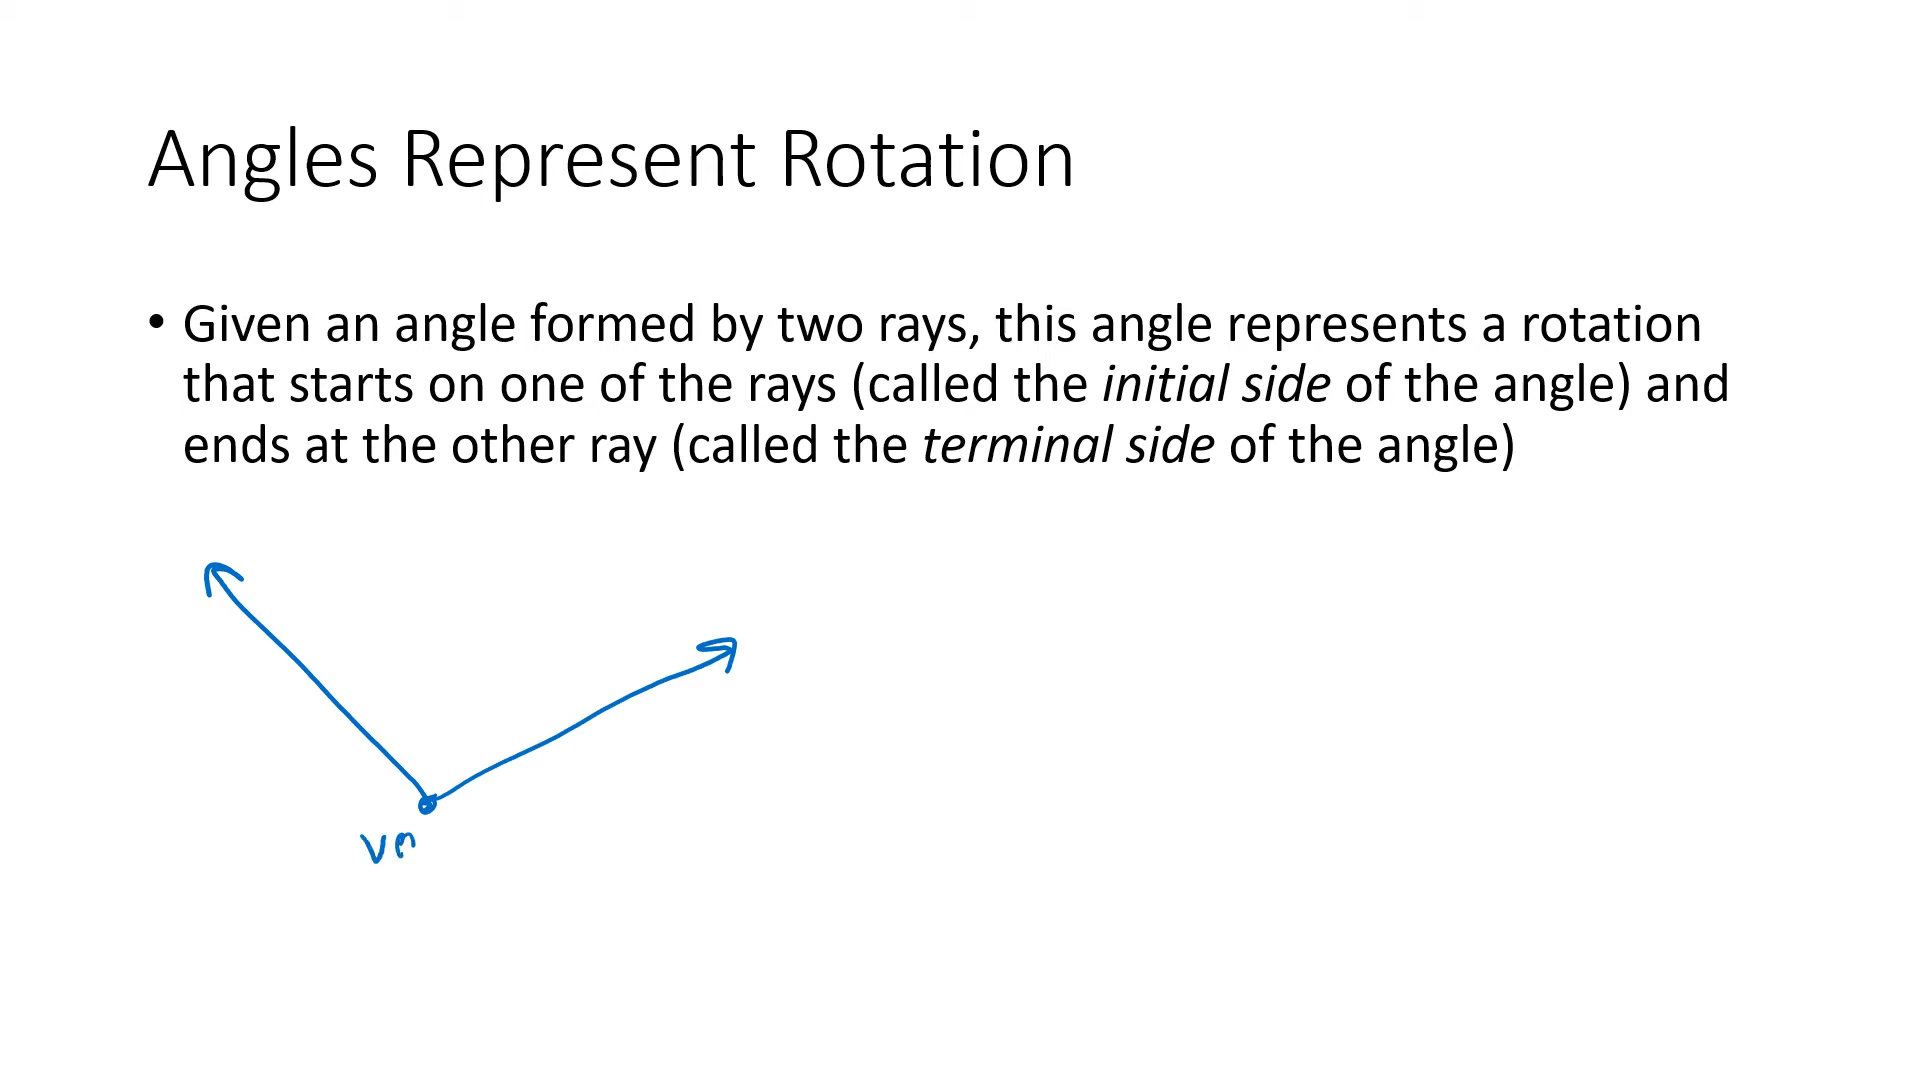 Angles Represent Rotation
• Given an angle formed by two rays, this angle represents a rotation
that starts on one of the rays (called the initial side of the angle) and
ends at the other ray (called the terminal side of the angle)